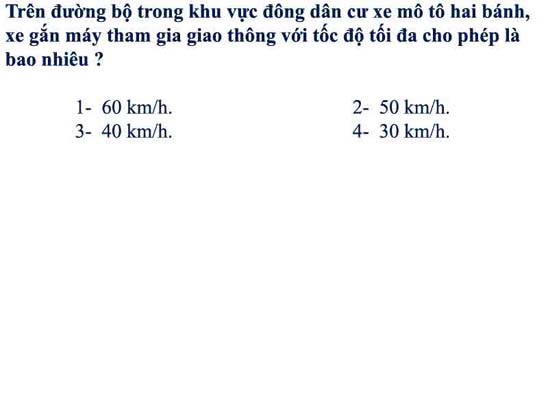 Trên đường bộ trong khu vực đông dân cư xe mô tô hai bánh,
xe gắn máy tham gia giao thông với tốc độ tối đa cho phép là
bao nhiêu ?
1- 60 km/h. 2- 50 km/h.
3- 40 km/h. 4- 30 km/h.